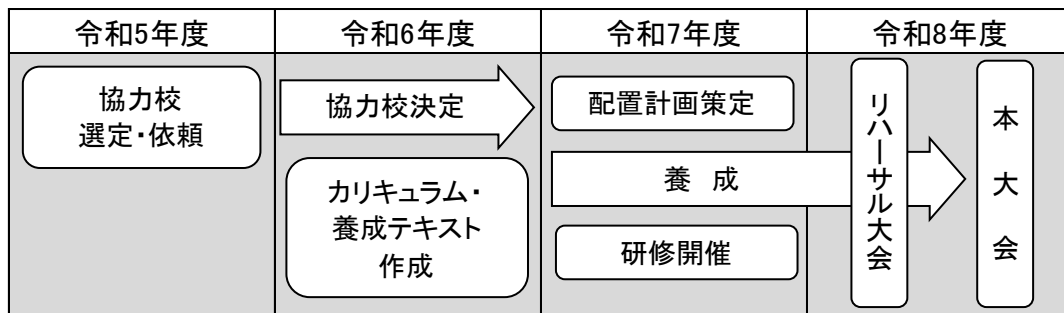 令和5年度
令和6年度
令和7年度
令和8年度
協力校
選定・依頼
協力校決定
カリキュラム・
養成テキスト
作成
配置計画策定
養 成
研修開催
リハーサル大会
本 大 会